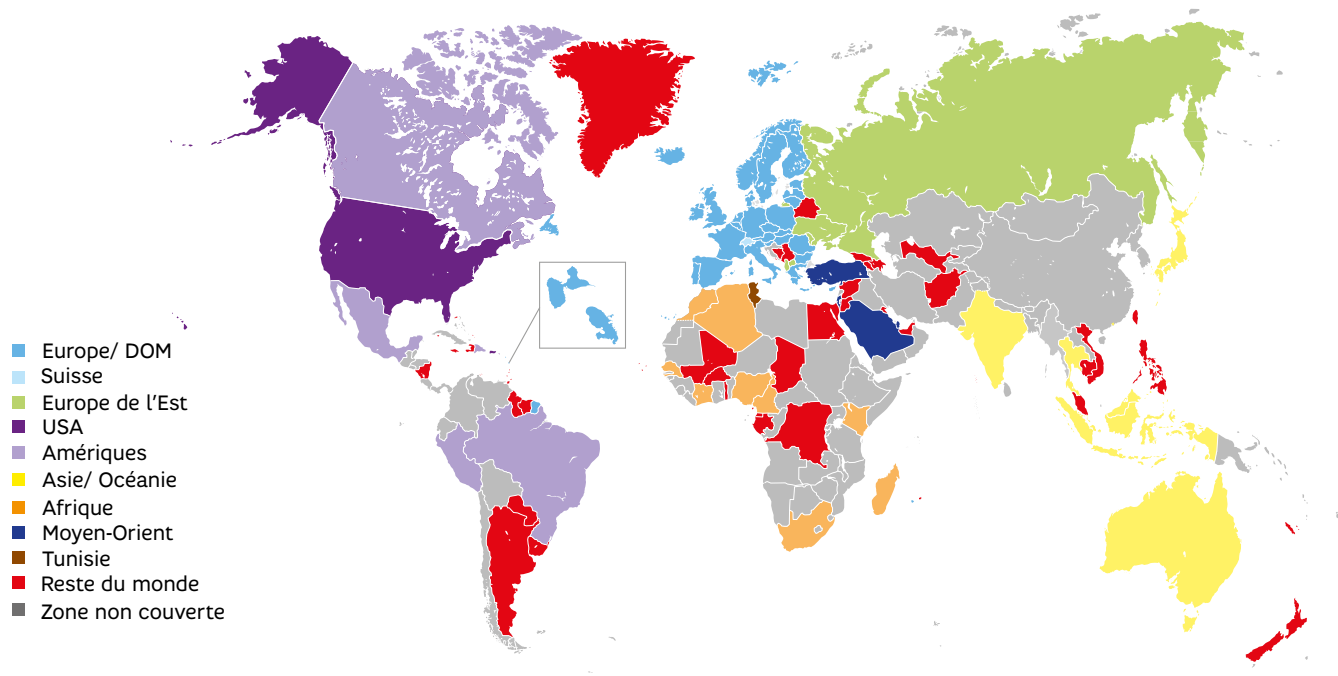 Europe/ DOM
Suisse
Europe de l'Est
USA
Amériques
Asie/ Océanie
Afrique
Moyen-Orient
Tunisie
Reste du monde
Zone non couverte